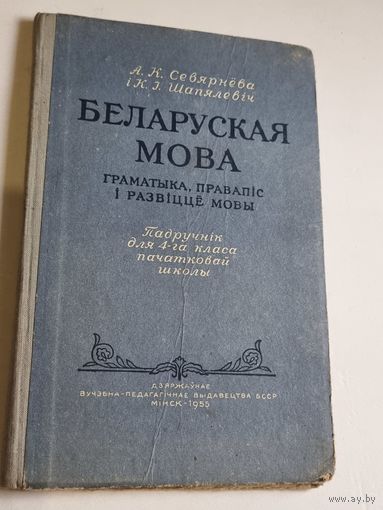 А. К. Севярнёва
і К. І. Шапялевіч
БЕЛАРУСКАЯ
МОВА
ГРАМАТЫКА, ПРАВАПІС
І РАЗВІЦЦЁ МОВЫ
Падручнік
для 4-га класа
пачатковай
школы
ДЗЯРЖАЎНАЕ
ВУЧЭБНА-ПЕДАГАГІЧНАЕ ВЫДАВЕЦТВА БССР
МІНСК-1955
www.ay.by